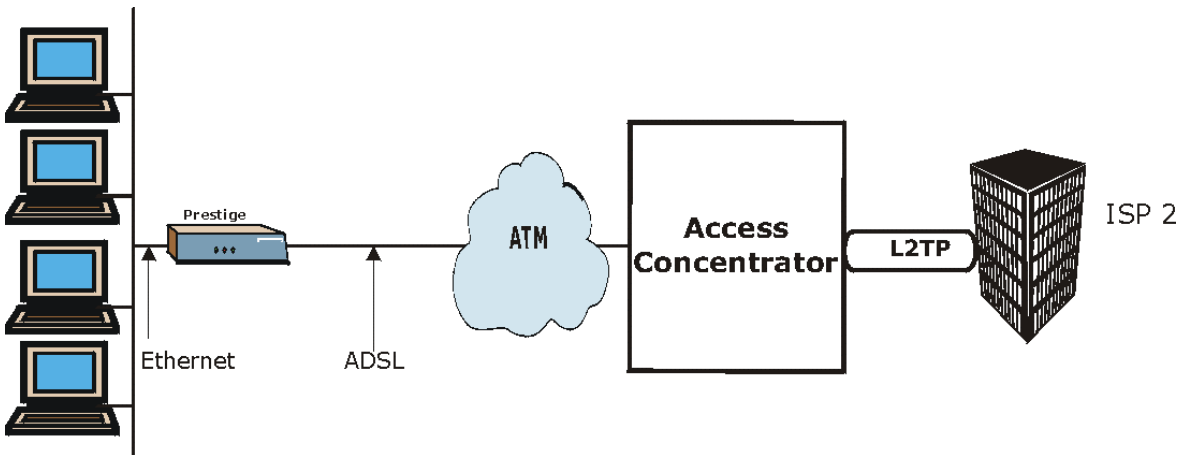 Prestige
Ethernet
ADSL
ATM
Access
Concentrator
L2TP
ISP 2